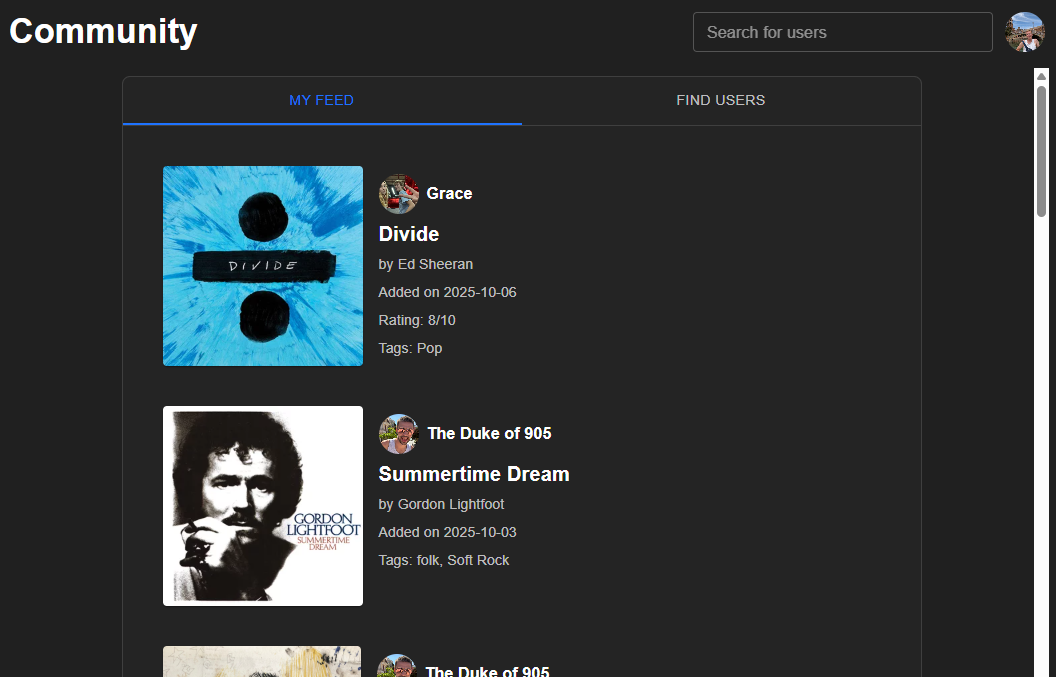 Community
Search for users
MY FEED
FIND USERS
DIVIDE
Grace
Divide
by Ed Sheeran
Added on 2025-10-06
Rating: 8/10
Tags: Pop
GORDON
LIGHTFOOT
SUMMERTIME
DREAM
The Duke of 905
Summertime Dream
by Gordon Lightfoot
Added on 2025-10-03
Tags: folk, Soft Rock
The Duke of 905